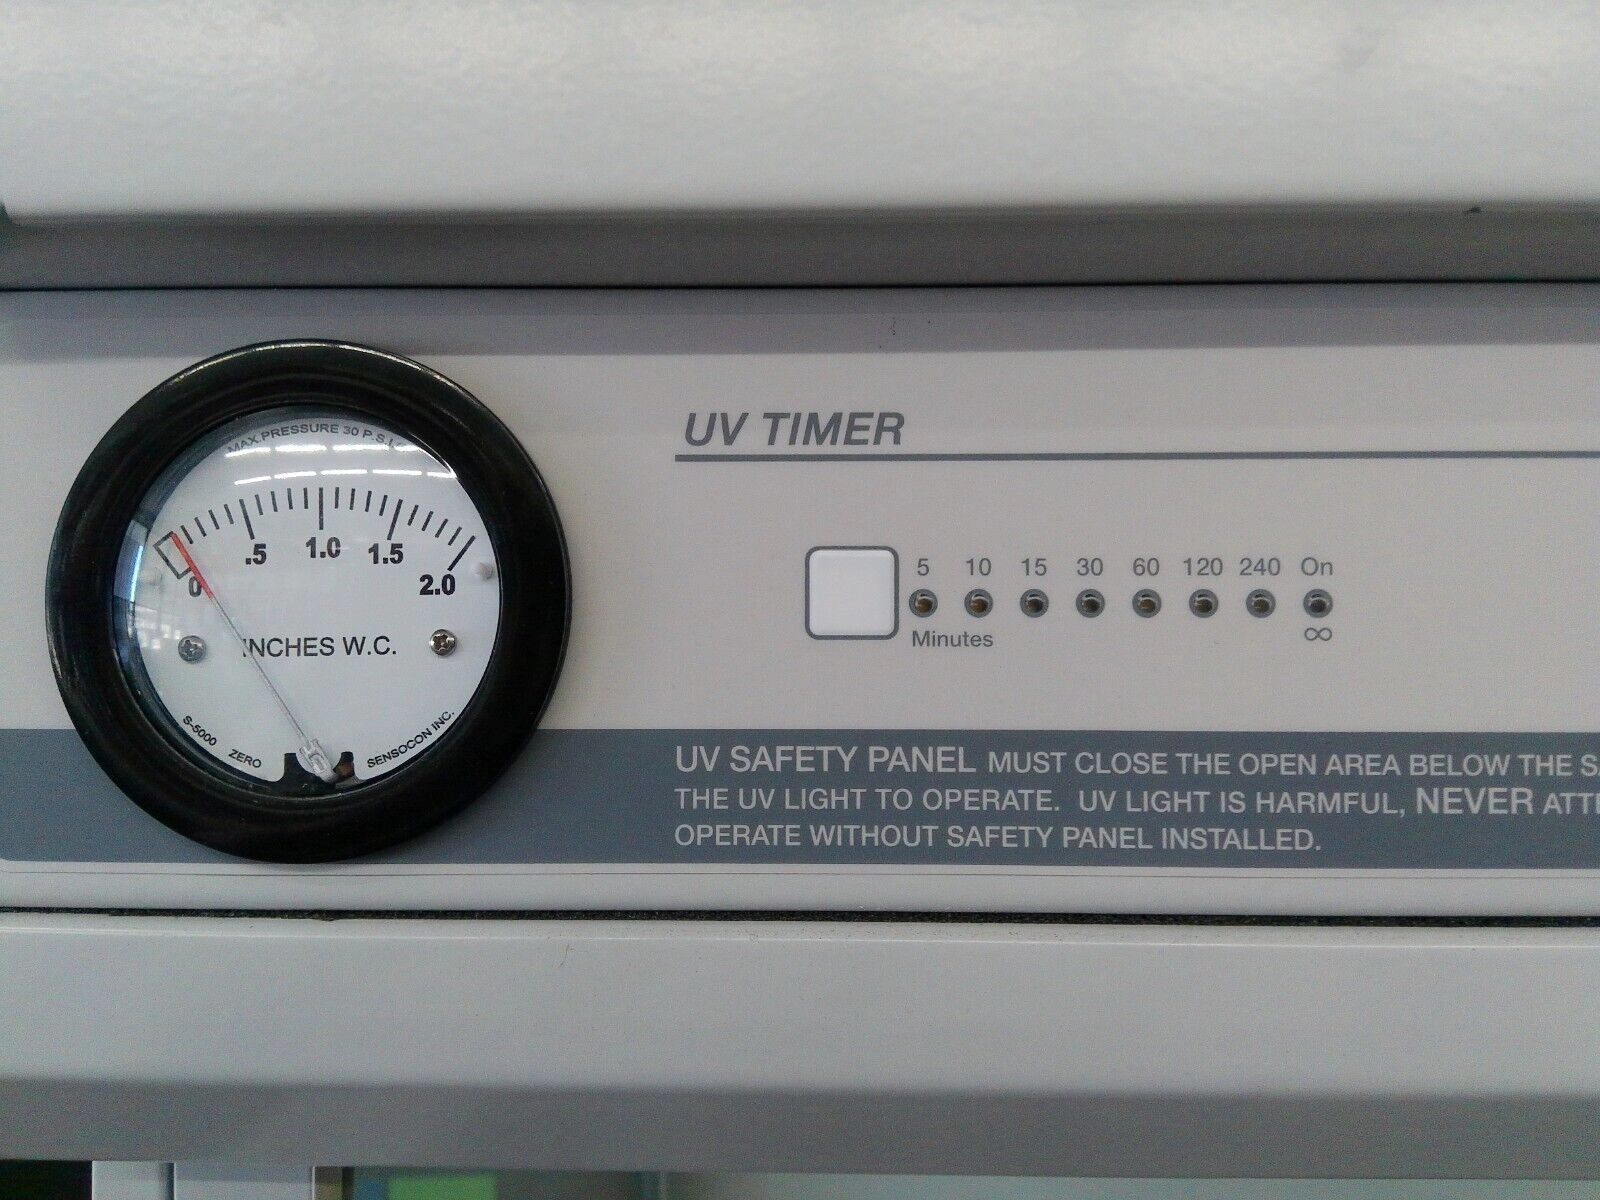 MAX.PRESSURE 30 P.S.I.
0 .5 1.0 1.5 2.0
INCHES W.C.
S-5000 ZERO SENSOCON INC.
UV TIMER
5 10 15 30 60 120 240 On
Minutes ∞
UV SAFETY PANEL MUST CLOSE THE OPEN AREA BELOW THE
THE UV LIGHT TO OPERATE. UV LIGHT IS HARMFUL, NEVER
OPERATE WITHOUT SAFETY PANEL INSTALLED.